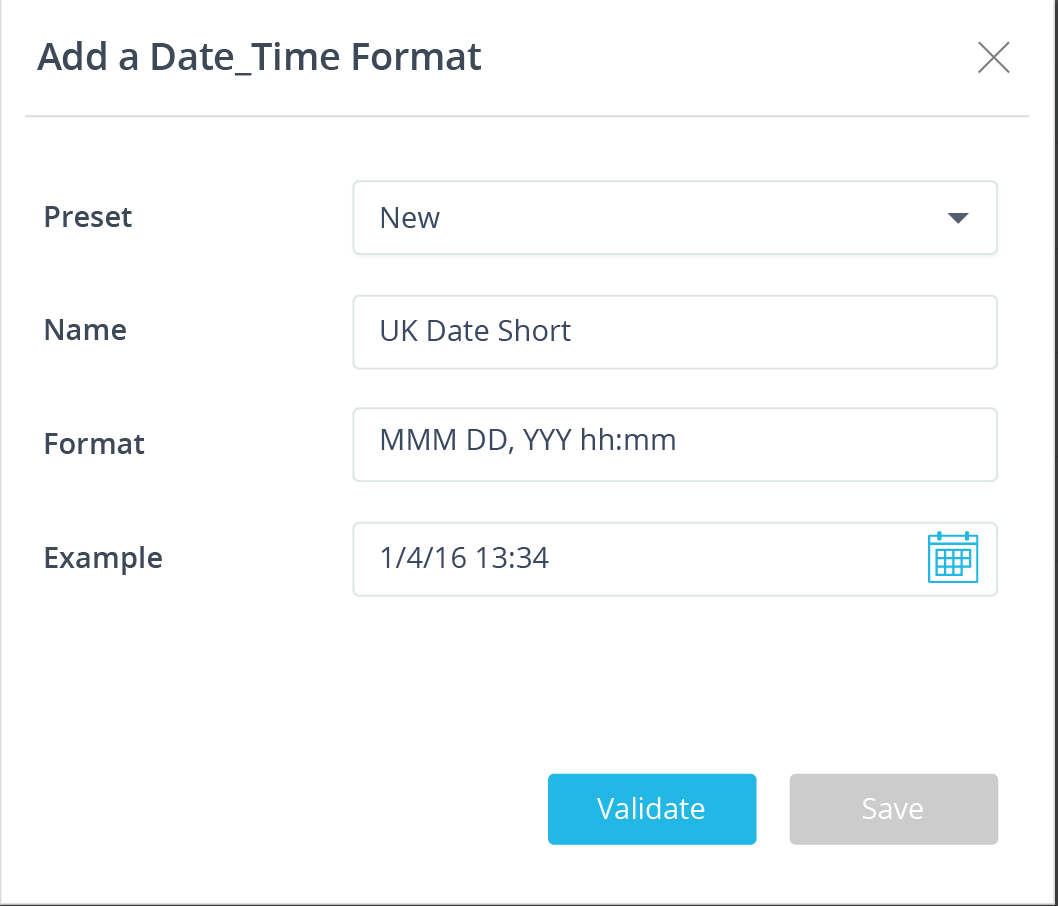 Add a Date_Time Format
Preset
New
Name
UK Date Short
Format
MMM DD, YYY hh:mm
Example
1/4/16 13:34
Validate
Save